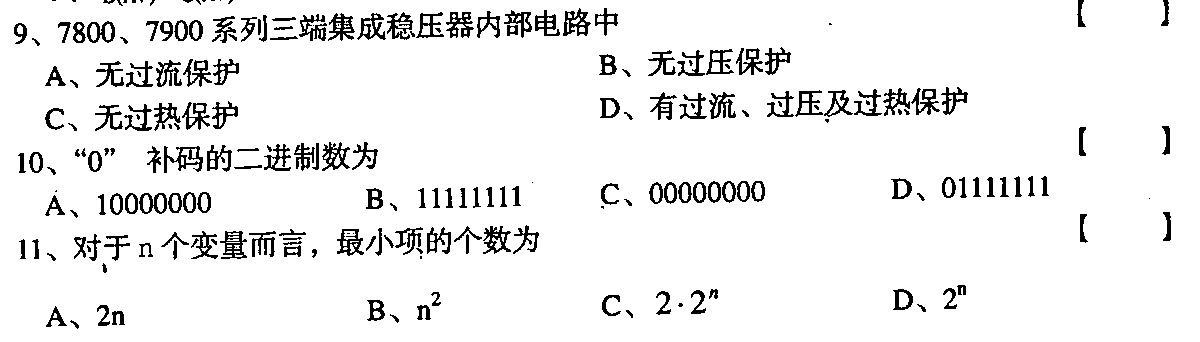 9、7800、7900 系列三端集成稳压器内部电路中 【 】
A、无过流保护 B、无过压保护
C、无过热保护 D、有过流、过压及过热保护
10、“0” 补码的二进制数为 【 】
A、10000000 B、11111111 C、00000000 D、01111111
11、对于 n 个变量而言，最小项的个数为 【 】
A、2n B、n² C、2·2ⁿ D、2ⁿ